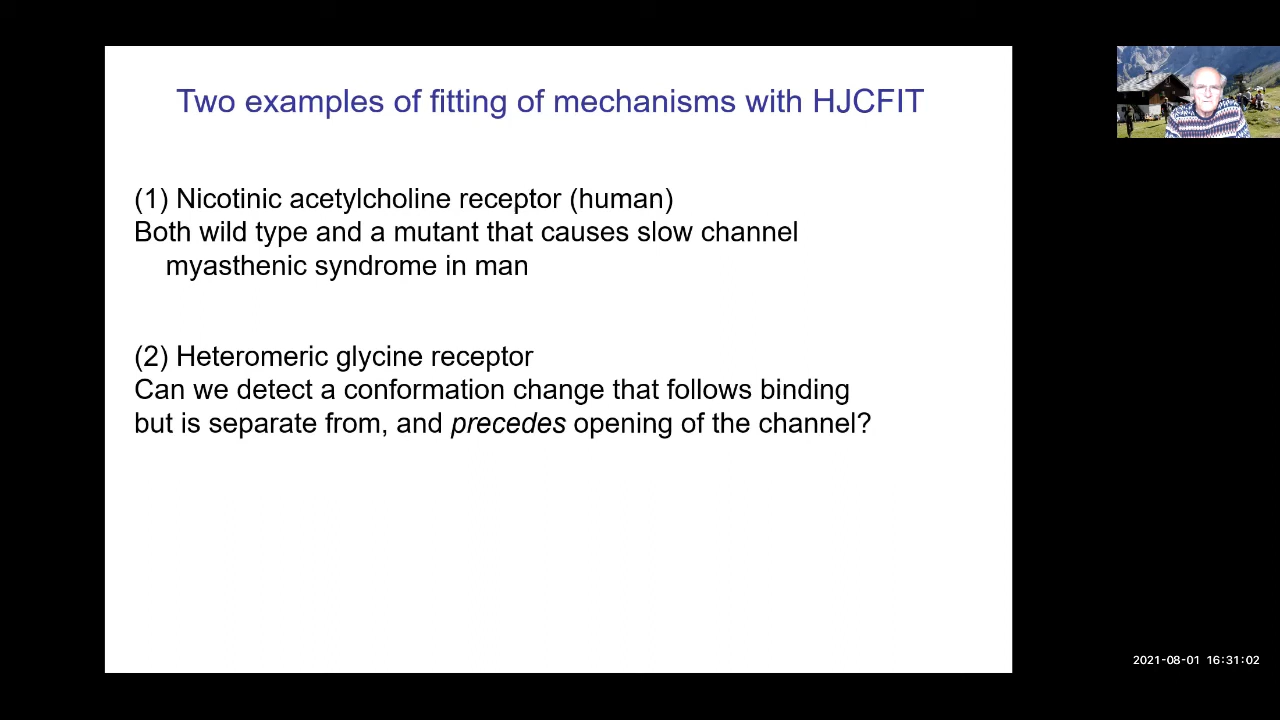 Two examples of fitting of mechanisms with HJCFIT
(1) Nicotinic acetylcholine receptor (human)
Both wild type and a mutant that causes slow channel
myasthenic syndrome in man
(2) Heteromeric glycine receptor
Can we detect a conformation change that follows binding
but is separate from, and precedes opening of the channel?
2021-08-01 16:31:02